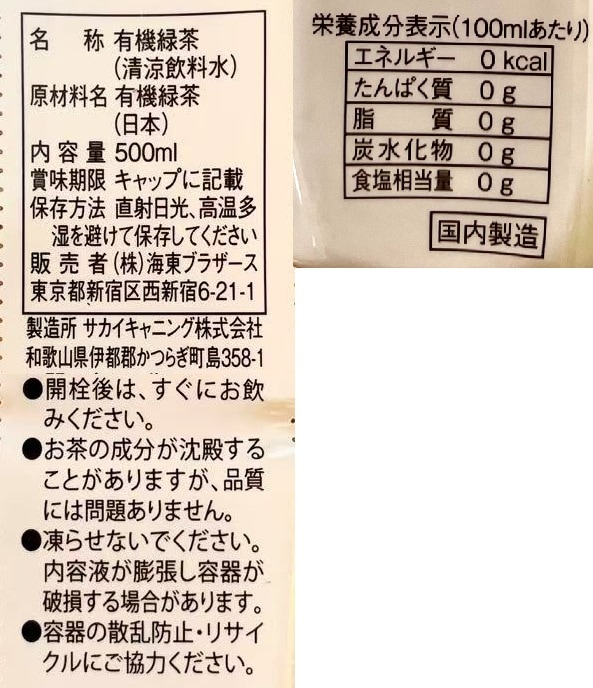 名 称 有機緑茶
(清涼飲料水)
原材料名 有機緑茶
(日本)
内容量 500ml
賞味期限 キャップに記載
保存方法 直射日光、高温多
湿を避けて保存してください
販売者 (株)海東ブラザース
東京都新宿区西新宿6-21-1
製造所 サカイキャニング株式会社
和歌山県伊都郡かつらぎ町島358-1
●開栓後は、すぐにお飲
みください。
●お茶の成分が沈殿する
ことがありますが、品質
には問題ありません。
●凍らせないでください。
内容液が膨張し容器が
破損する場合があります。
●容器の散乱防止・リサイ
クルにご協力ください。
栄養成分表示(100mlあたり)
エネルギー 0 kcal
たんぱく質 0 g
脂 質 0 g
炭水化物 0 g
食塩相当量 0 g
国内製造